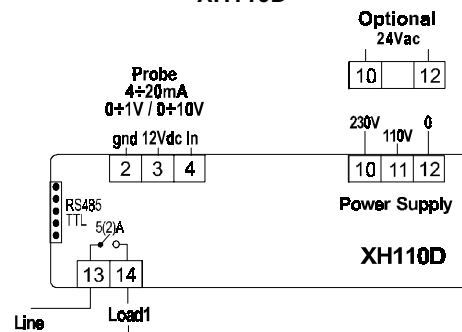 Optional
24Vac
10 12
Probe
4÷20mA
0÷1V / 0÷10V
gnd 12Vdc In
2 3 4
230V 110V 0
10 11 12
Power Supply
RS485
TTL
5(2)A
XH110D
13 14
Line
Load1